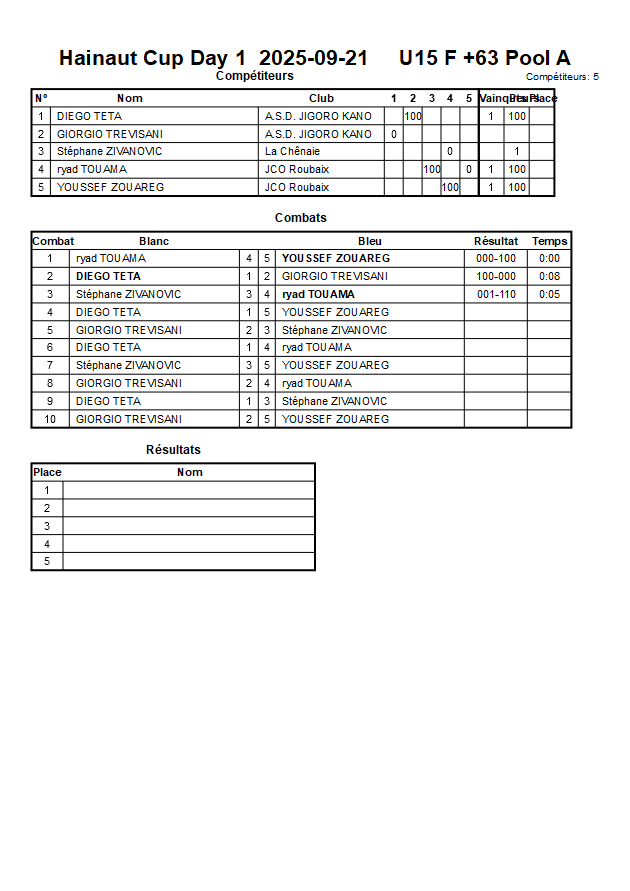 Hainaut Cup Day 1 2025-09-21 U15 F +63 Pool A
Compétiteurs
Compétiteurs: 5
Nº Nom Club 1 2 3 4 5 Vainqueurs Pts Place
1 DIEGO TETA A.S.D. JIGORO KANO 100 1 100
2 GIORGIO TREVISANI A.S.D. JIGORO KANO 0
3 Stéphane ZIVANOVIC La Chênaie 0 1
4 ryad TOUAMA JCO Roubaix 100 0 1 100
5 YOUSSEF ZOUAREG JCO Roubaix 100 1 100
Combats
Combat Blanc Bleu Résultat Temps
1 ryad TOUAMA 4 5 YOUSSEF ZOUAREG 000-100 0:00
2 DIEGO TETA 1 2 GIORGIO TREVISANI 100-000 0:08
3 Stéphane ZIVANOVIC 3 4 ryad TOUAMA 001-110 0:05
4 DIEGO TETA 1 5 YOUSSEF ZOUAREG
5 GIORGIO TREVISANI 2 3 Stéphane ZIVANOVIC
6 DIEGO TETA 1 4 ryad TOUAMA
7 Stéphane ZIVANOVIC 3 5 YOUSSEF ZOUAREG
8 GIORGIO TREVISANI 2 4 ryad TOUAMA
9 DIEGO TETA 1 3 Stéphane ZIVANOVIC
10 GIORGIO TREVISANI 2 5 YOUSSEF ZOUAREG
Résultats
Place Nom
1
2
3
4
5